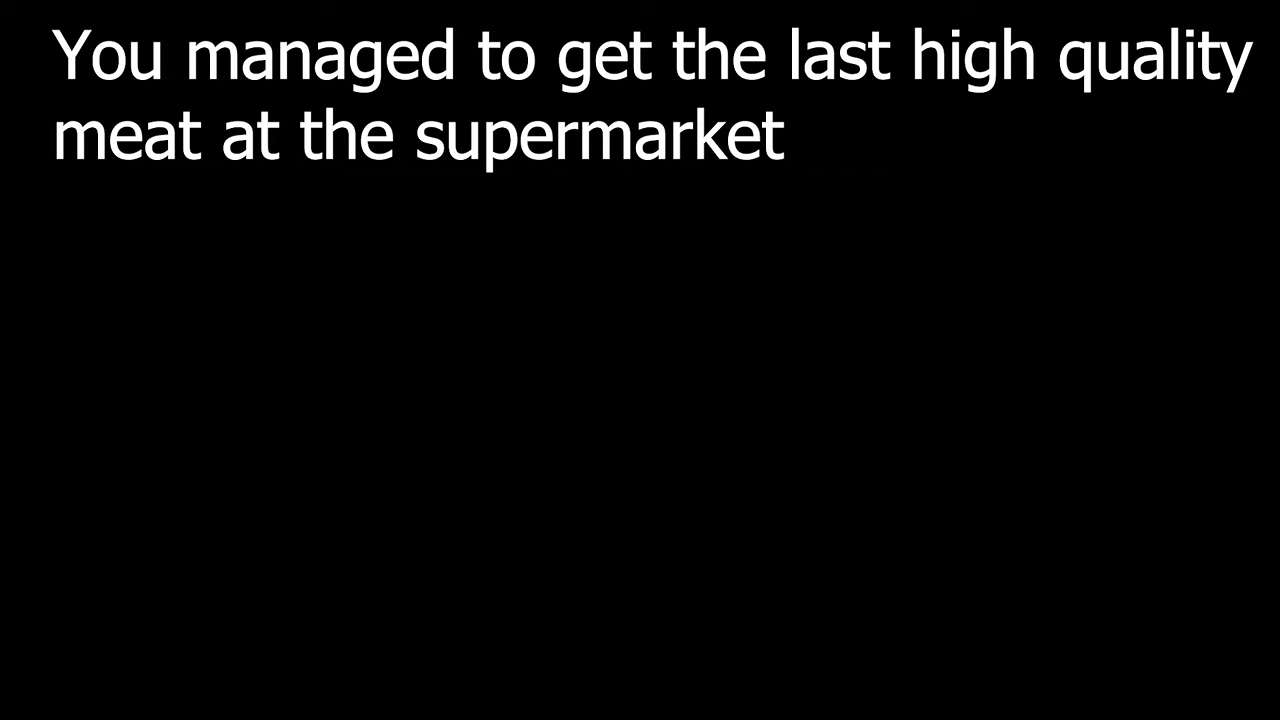 You managed to get the last high quality
meat at the supermarket